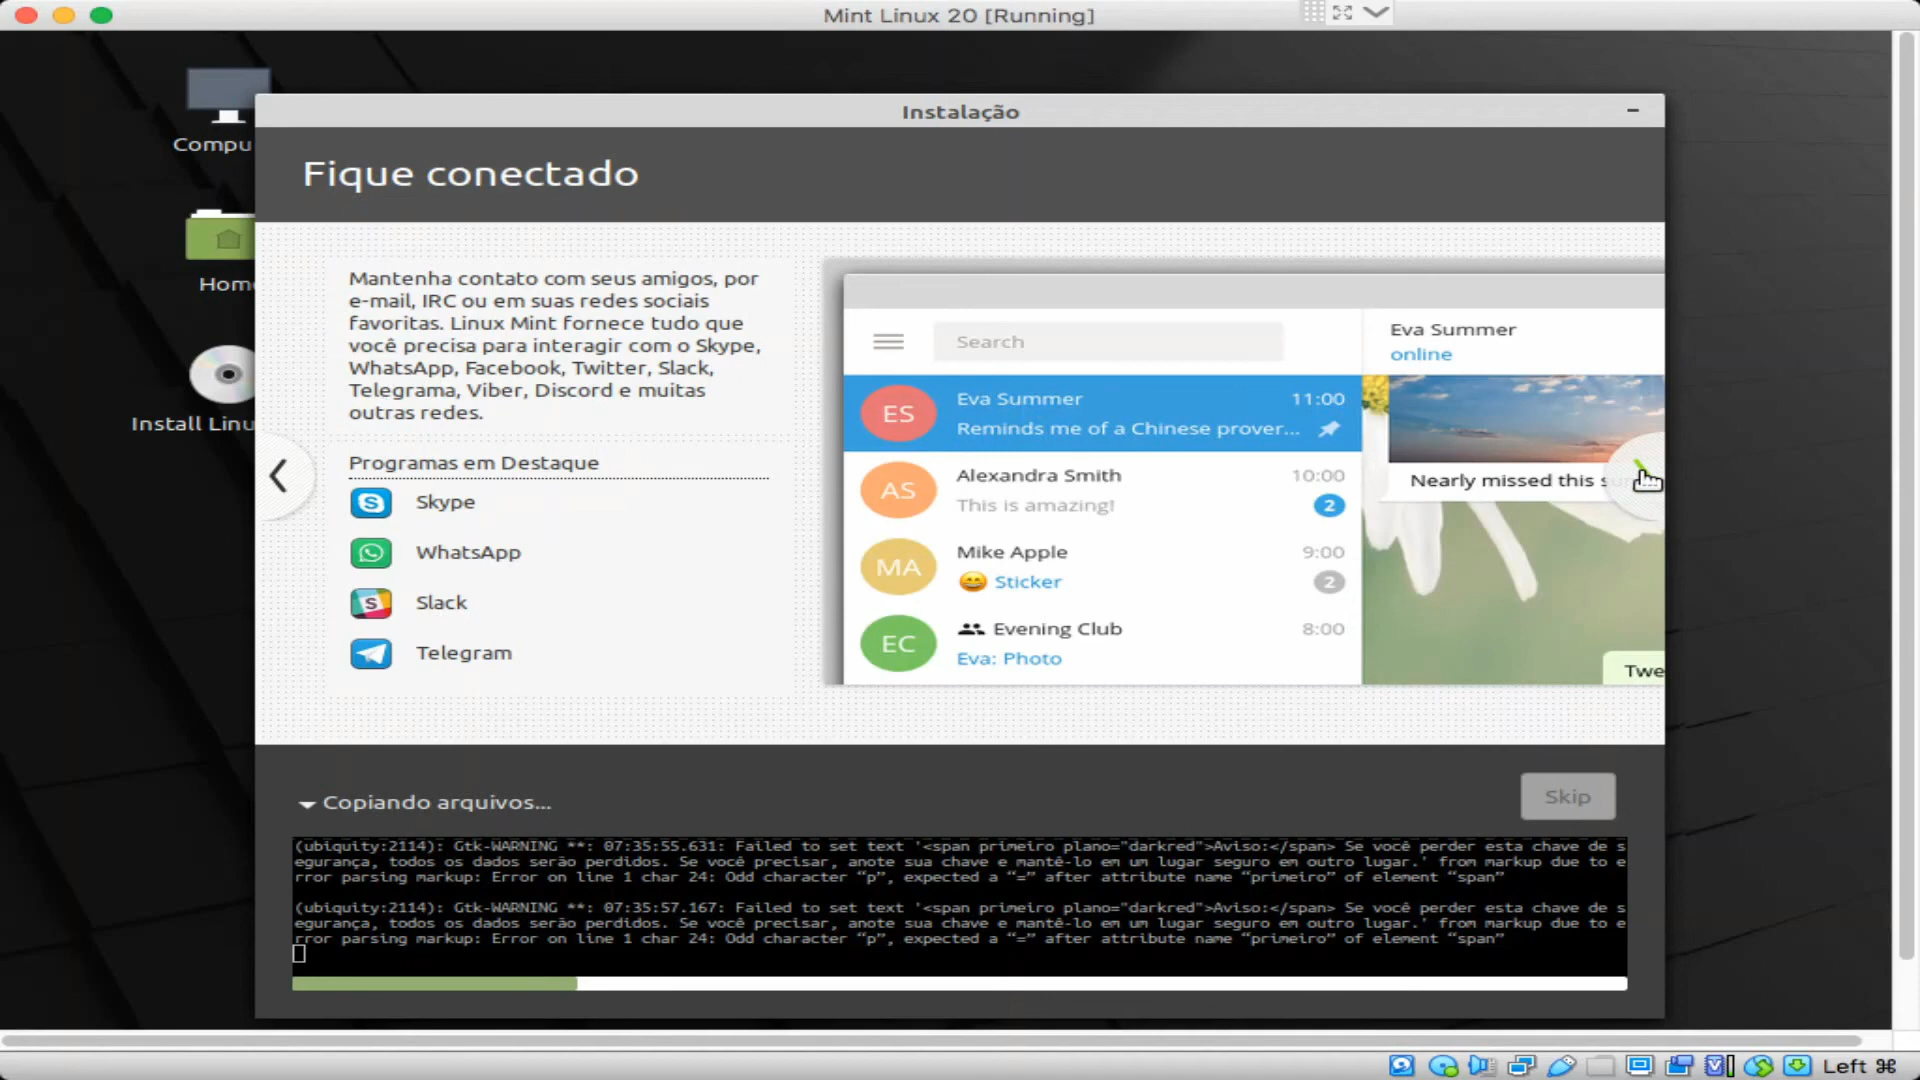 Mint Linux 20 [Running]
Compu
Home
Install Linu
Instalação
Fique conectado
Mantenha contato com seus amigos, por
e-mail, IRC ou em suas redes sociais
favoritas. Linux Mint fornece tudo que
você precisa para interagir com o Skype,
WhatsApp, Facebook, Twitter, Slack,
Telegrama, Viber, Discord e muitas
outras redes.
Programas em Destaque
Skype
WhatsApp
Slack
Telegram
Search
Eva Summer
online
ES
Eva Summer 11:00
Reminds me of a Chinese prover...
AS
Alexandra Smith 10:00
This is amazing! 2
MA
Mike Apple 9:00
Sticker 2
EC
Evening Club 8:00
Eva: Photo
Nearly missed this
Twe
Copiando arquivos...
Skip
(ubiquity:2114): Gtk-WARNING **: 07:35:55.631: Failed to set text '<span primeiro plano="darkred">Aviso:</span> Se você perder esta chave de s
egurança, todos os dados serão perdidos. Se você precisar, anote sua chave e mantê-lo em um lugar seguro em outro lugar.' from markup due to e
rror parsing markup: Error on line 1 char 24: Odd character “p”, expected a “=” after attribute name “primeiro” of element “span”
(ubiquity:2114): Gtk-WARNING **: 07:35:57.167: Failed to set text '<span primeiro plano="darkred">Aviso:</span> Se você perder esta chave de s
egurança, todos os dados serão perdidos. Se você precisar, anote sua chave e mantê-lo em um lugar seguro em outro lugar.' from markup due to e
rror parsing markup: Error on line 1 char 24: Odd character “p”, expected a “=” after attribute name “primeiro” of element “span”
Left ⌘